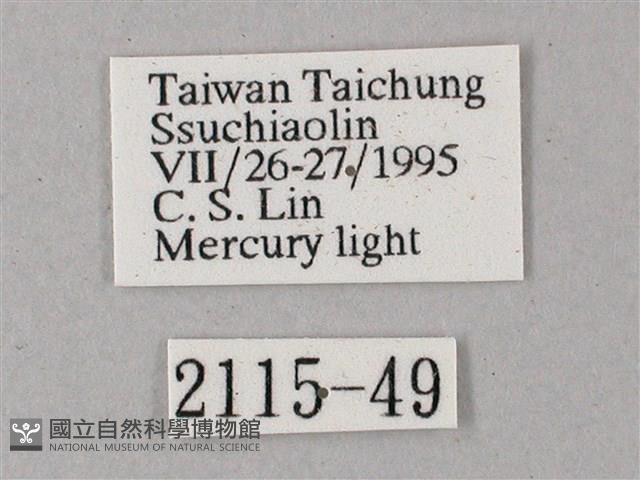 Taiwan Taichung
Ssuchiaolin
VII/26-27/1995
C. S. Lin
Mercury light
2115-49
國立自然科學博物館
NATIONAL MUSEUM OF NATURAL SCIENCE